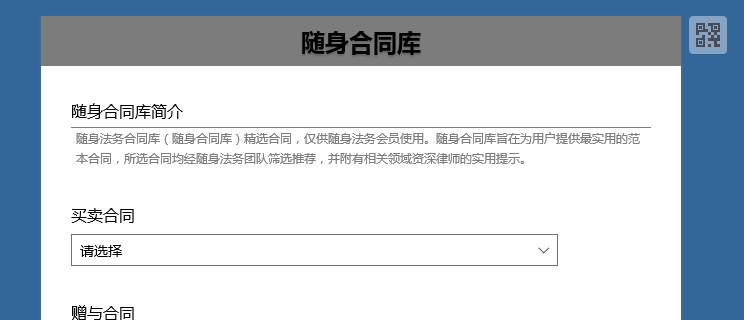 随身合同库
随身合同库简介
随身法务合同库（随身合同库）精选合同，仅供随身法务会员使用。随身合同库旨在为用户提供最实用的范
本合同，所选合同均经随身法务团队筛选推荐，并附有相关领域资深律师的实用提示。
买卖合同
请选择
赠与合同